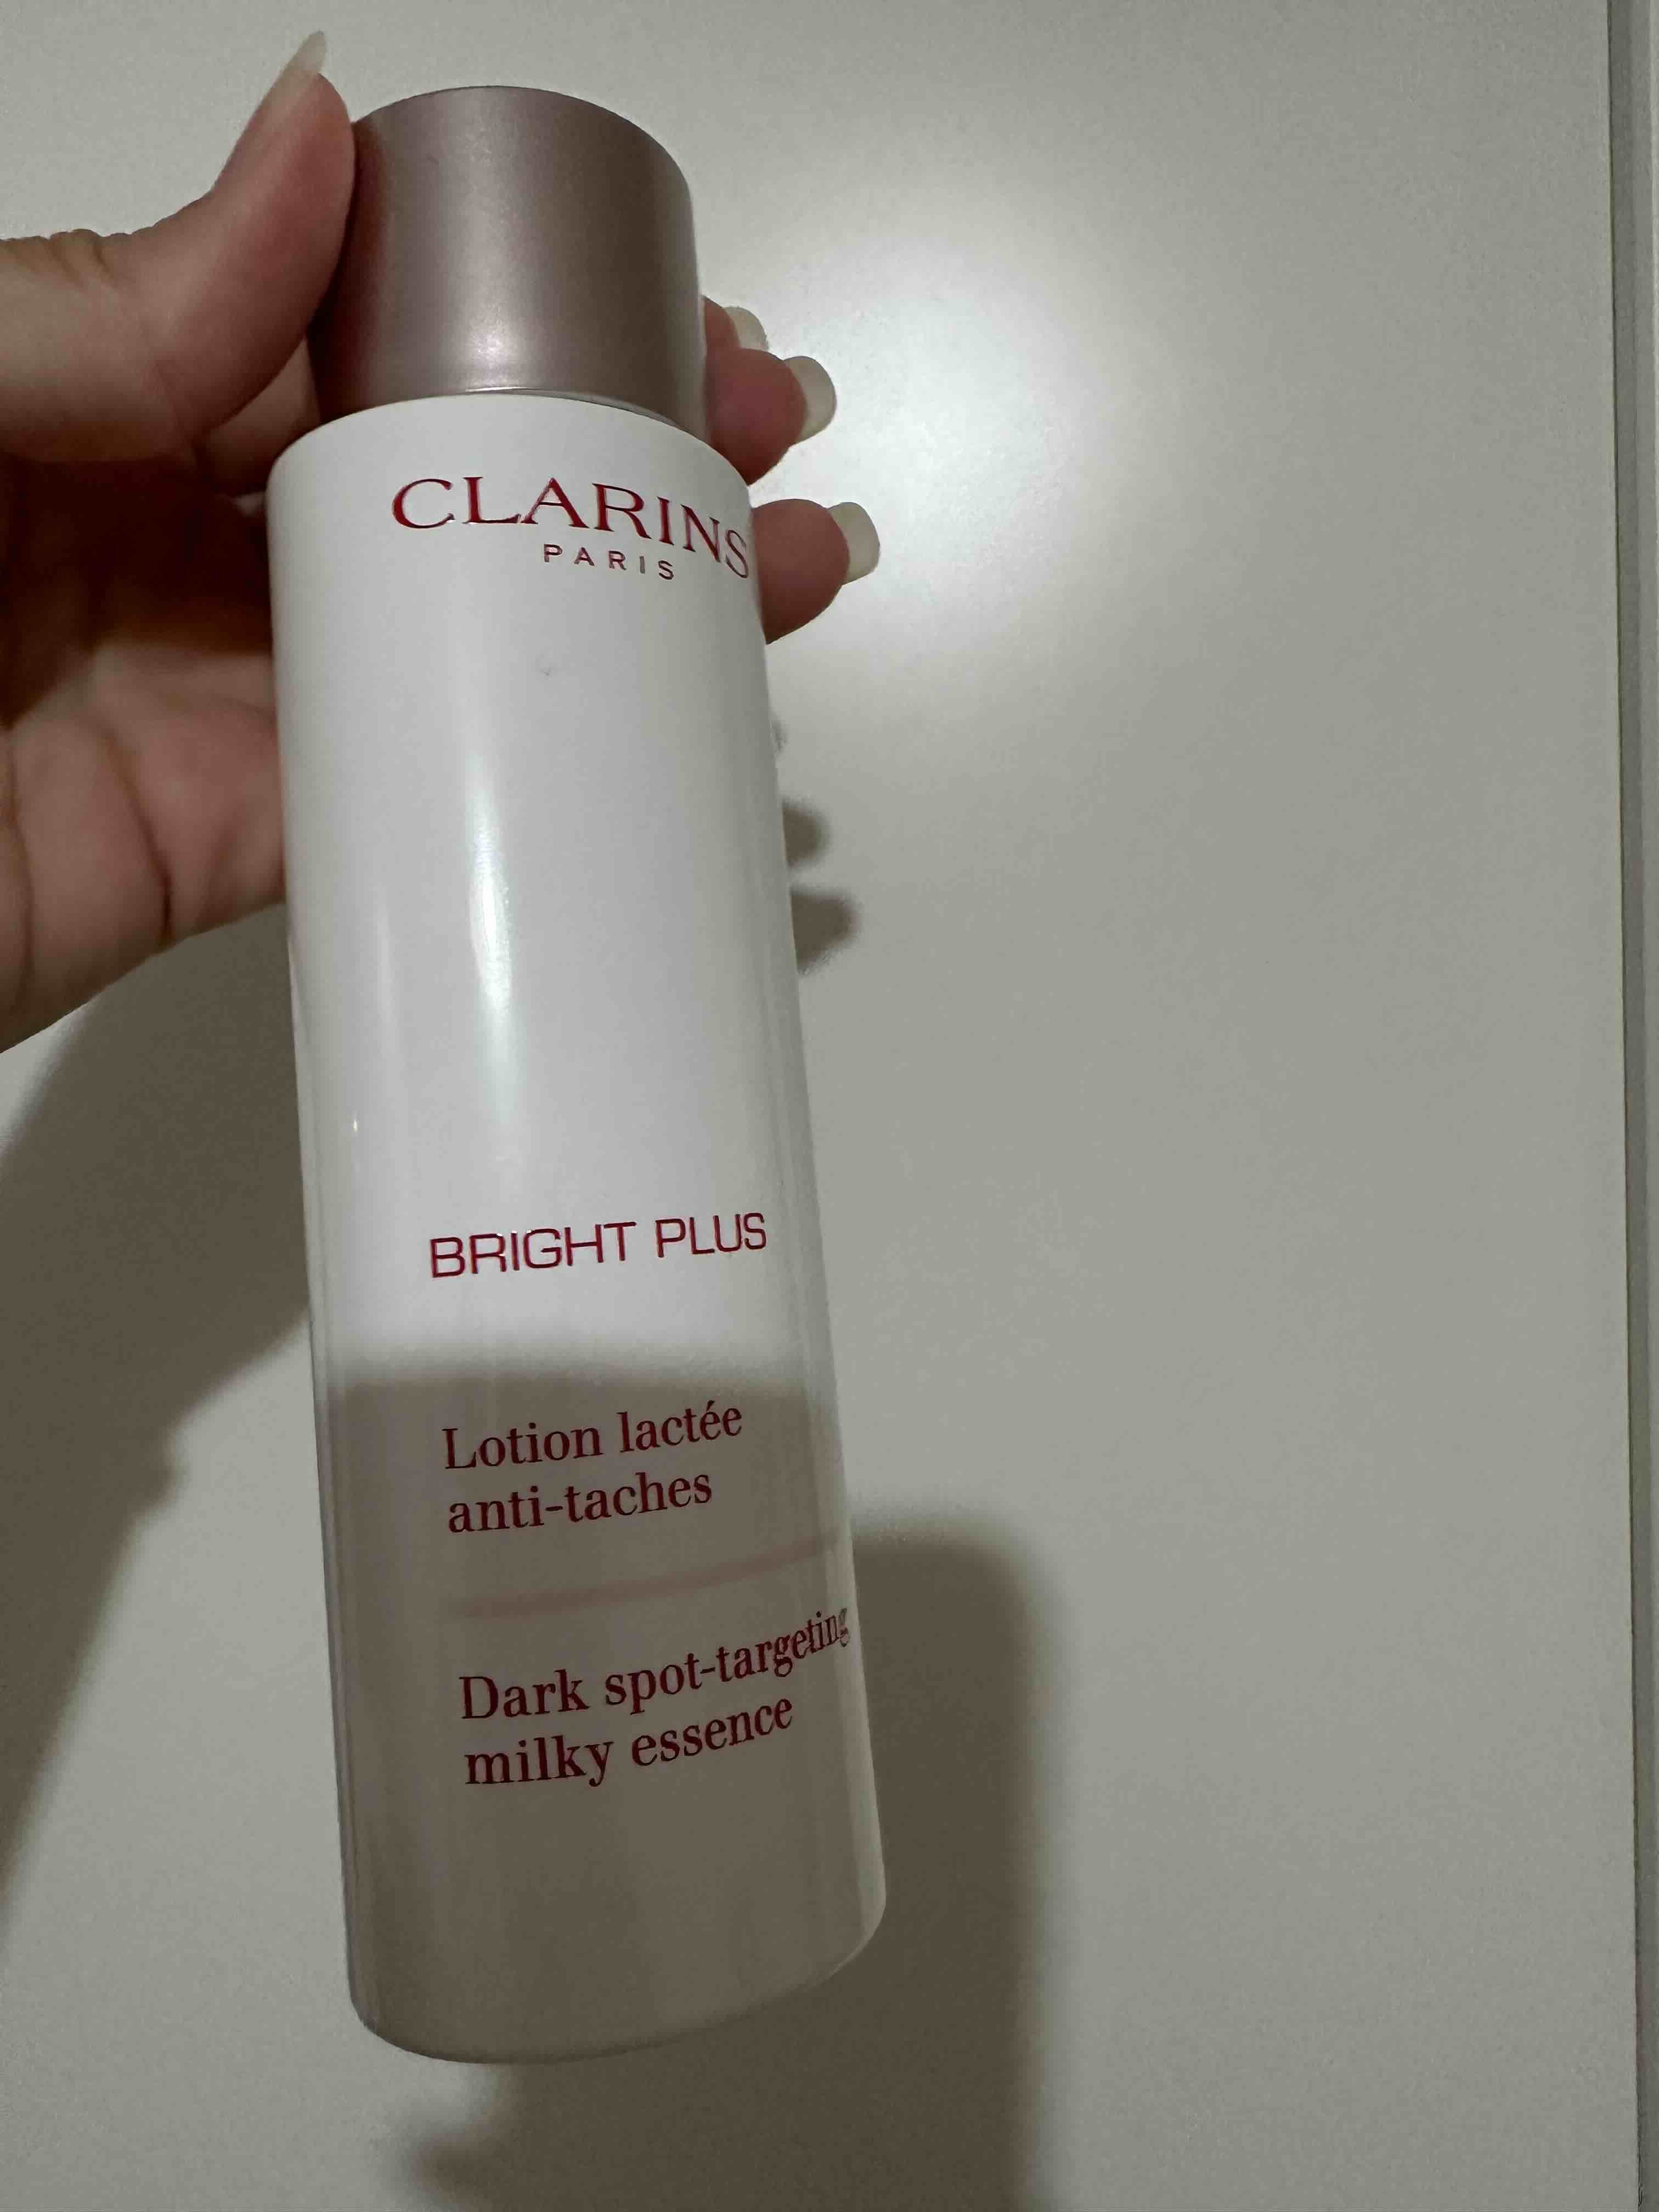 CLARINS
PARIS
BRIGHT PLUS
Lotion lactée
anti-taches
Dark spot-targeting
milky essence